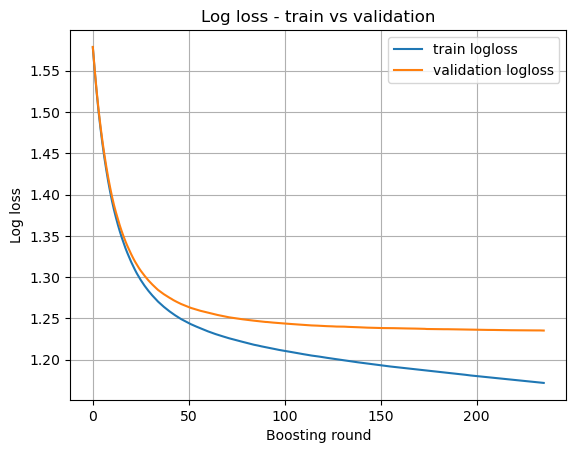 Log loss - train vs validation
train logloss
validation logloss
1.55
1.50
1.45
1.40
1.35
1.30
1.25
1.20
Log loss
0
50
100
150
200
Boosting round